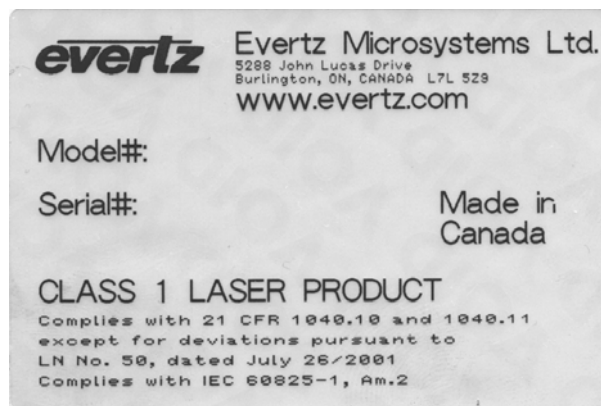 evertz
Evertz Microsystems Ltd.
5288 John Lucas Drive
Burlington, ON, CANADA L7L 5Z9
www.evertz.com
Model#:
Serial#:
Made in
Canada
CLASS 1 LASER PRODUCT
Complies with 21 CFR 1040.10 and 1040.11
except for deviations pursuant to
LN No. 50, dated July 26/2001
Complies with IEC 60825-1, Am.2